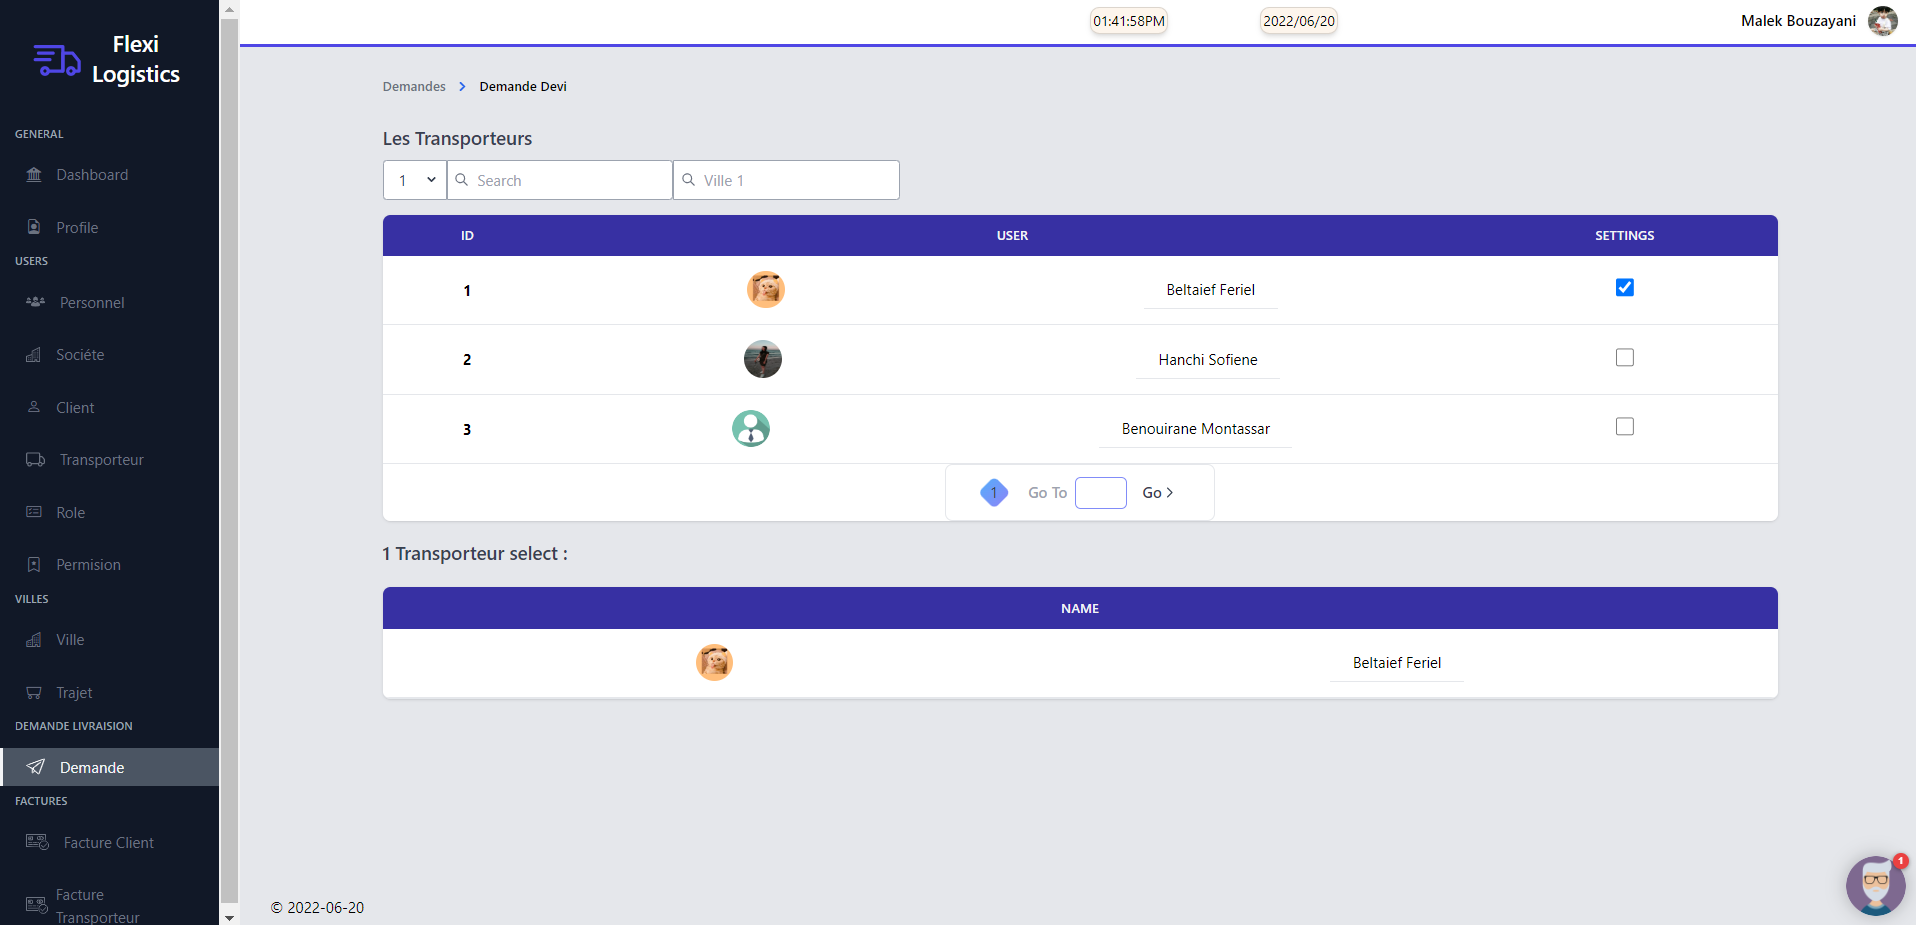 Flexi
Logistics
01:41:58PM
2022/06/20
Malek Bouzayani
GENERAL
Dashboard
Profile
USERS
Personnel
Sociéte
Client
Transporteur
Role
Permision
VILLES
Ville
Trajet
DEMANDE LIVRAISION
Demande
FACTURES
Facture Client
Facture
Transporteur
Demandes > Demande Devi
Les Transporteurs
1
Search
Ville 1
ID USER SETTINGS
1 Beltaief Feriel
2 Hanchi Sofiene
3 Benouirane Montassar
1 Go To Go >
1 Transporteur select :
NAME
Beltaief Feriel
© 2022-06-20
1